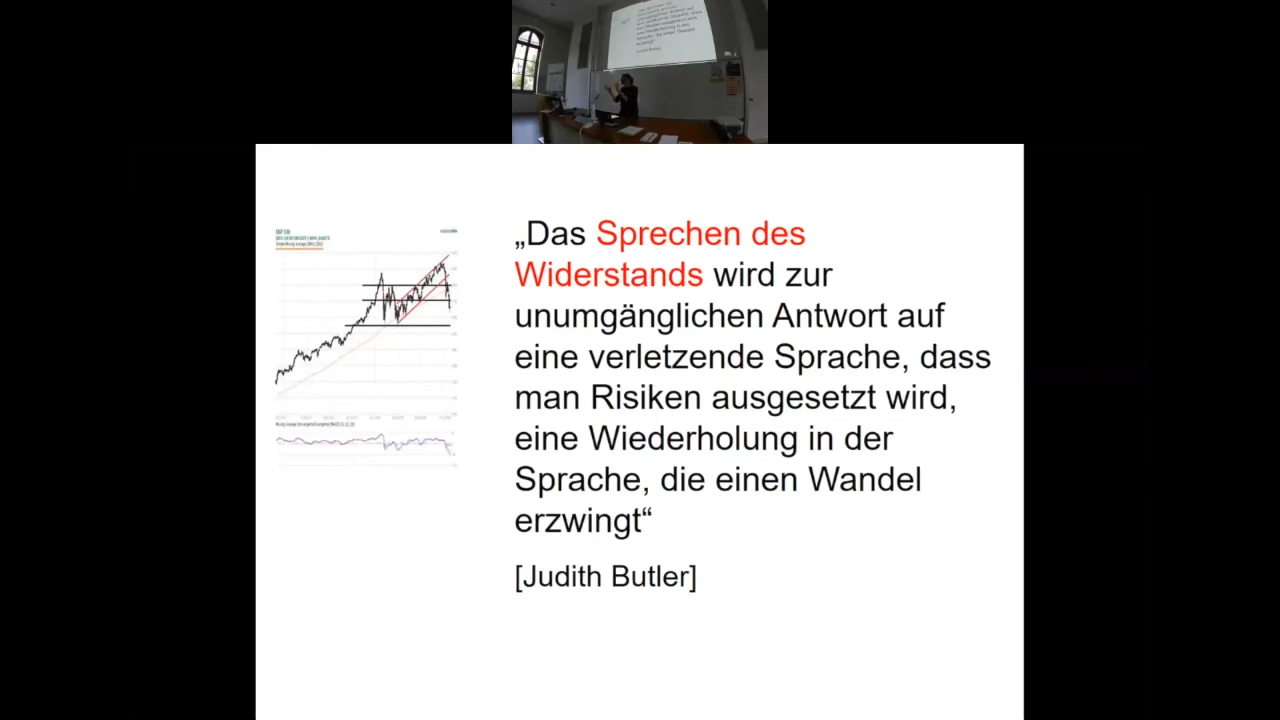 „Das Sprechen des
Widerstands wird zur
unumgänglichen Antwort auf
eine verletzende Sprache, dass
man Risiken ausgesetzt wird,
eine Wiederholung in der
Sprache, die einen Wandel
erzwingt“
[Judith Butler]